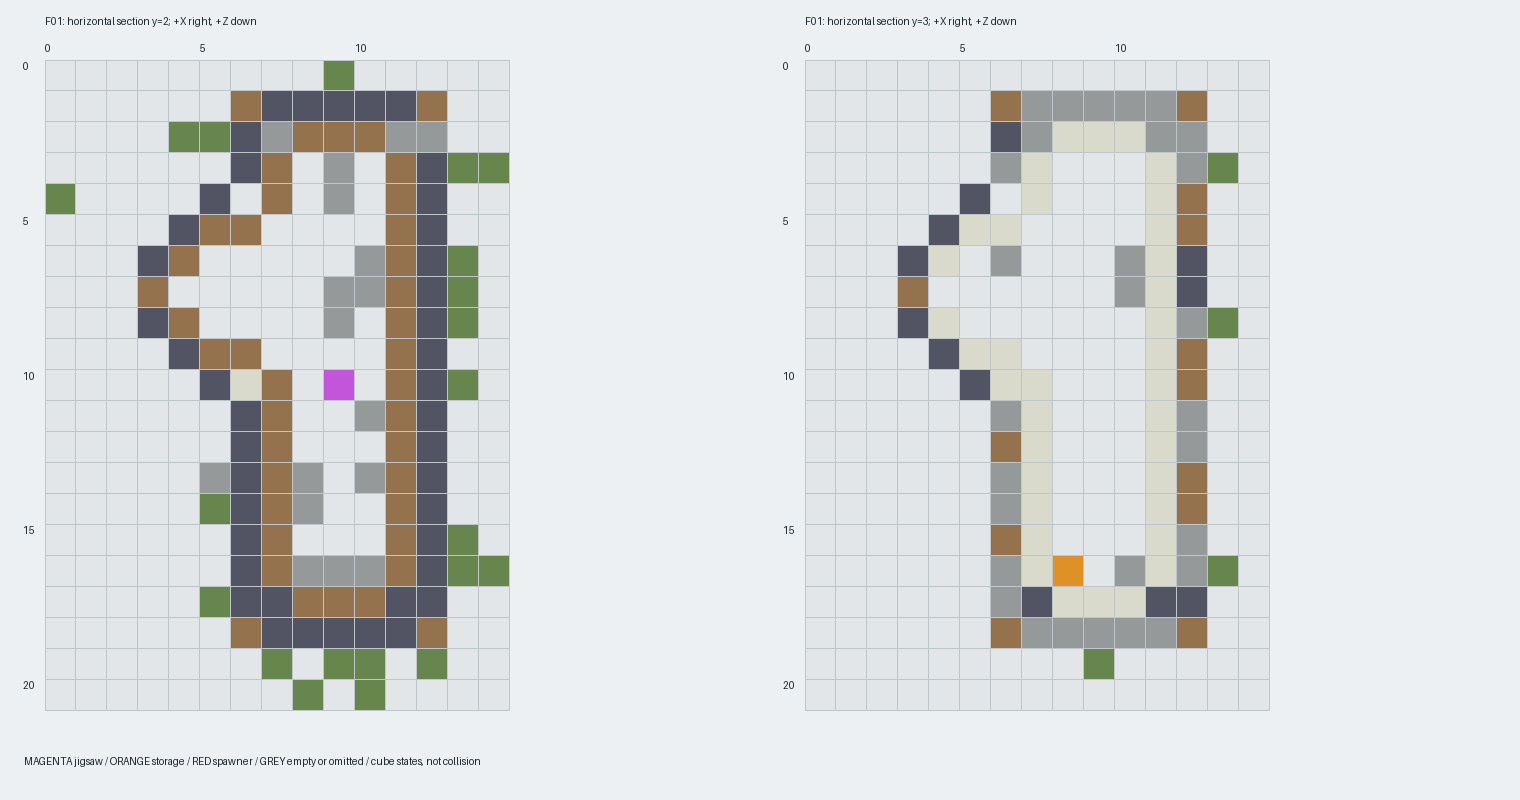 F01: horizontal section y=2; +X right, +Z down
F01: horizontal section y=3; +X right, +Z down
0 5 10
0 5 10
0
0
5
5
10
10
15
15
20
20
MAGENTA jigsaw / ORANGE storage / RED spawner / GREY empty or omitted / cube states, not collision